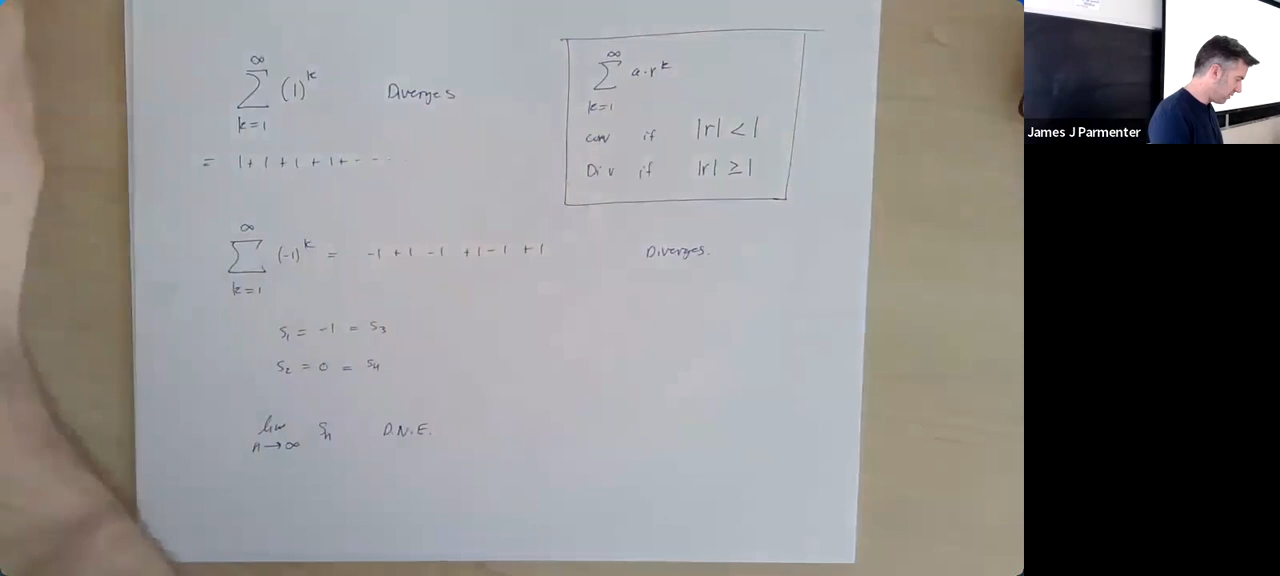 ∞
∑ (1)^k Diverges
k=1
= 1+1+1+1+-----
∞
∑ a·r^k
k=1
conv if |r| < 1
Div if |r| ≥ 1
∞
∑ (-1)^k = -1 +1 -1 +1 -1 +1 Diverges.
k=1
S₁ = -1 = S₃
S₂ = 0 = S₄
lim Sₙ D.N.E.
n→∞
James J Parmenter